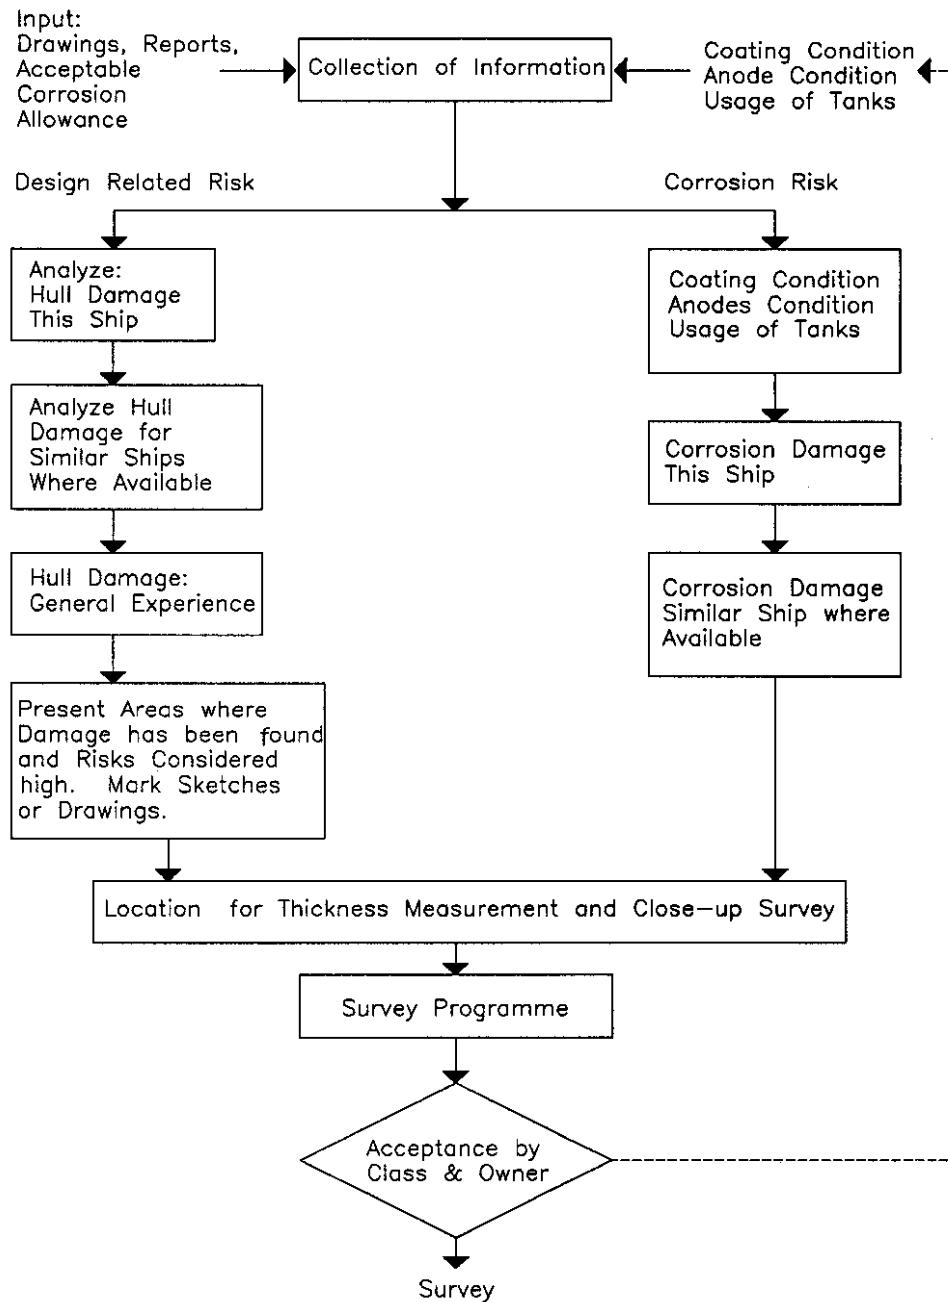 Input:
Drawings, Reports,
Acceptable
Corrosion
Allowance
Collection of Information
Coating Condition
Anode Condition
Usage of Tanks
Design Related Risk
Corrosion Risk
Analyze:
Hull Damage
This Ship
Analyze Hull
Damage for
Similar Ships
Where Available
Hull Damage:
General Experience
Present Areas where
Damage has been found
and Risks Considered
high. Mark Sketches
or Drawings.
Coating Condition
Anodes Condition
Usage of Tanks
Corrosion Damage
This Ship
Corrosion Damage
Similar Ship where
Available
Location for Thickness Measurement and Close-up Survey
Survey Programme
Acceptance by
Class & Owner
Survey